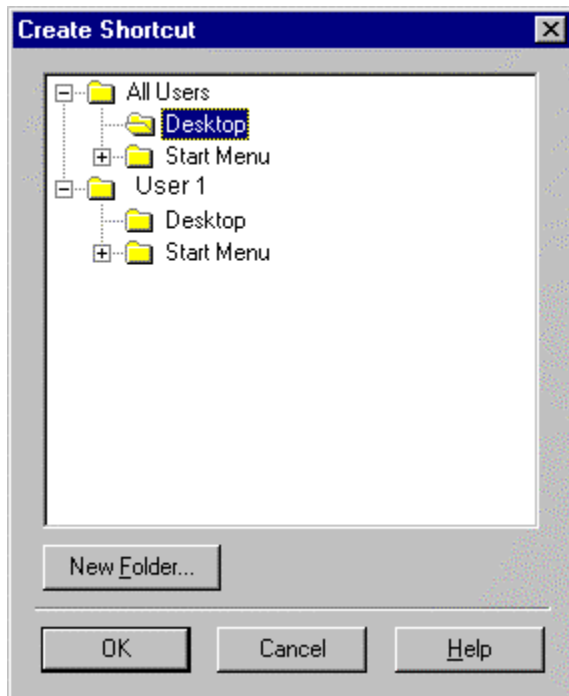 Create Shortcut
All Users
Desktop
Start Menu
User 1
Desktop
Start Menu
New Folder...
OK Cancel Help